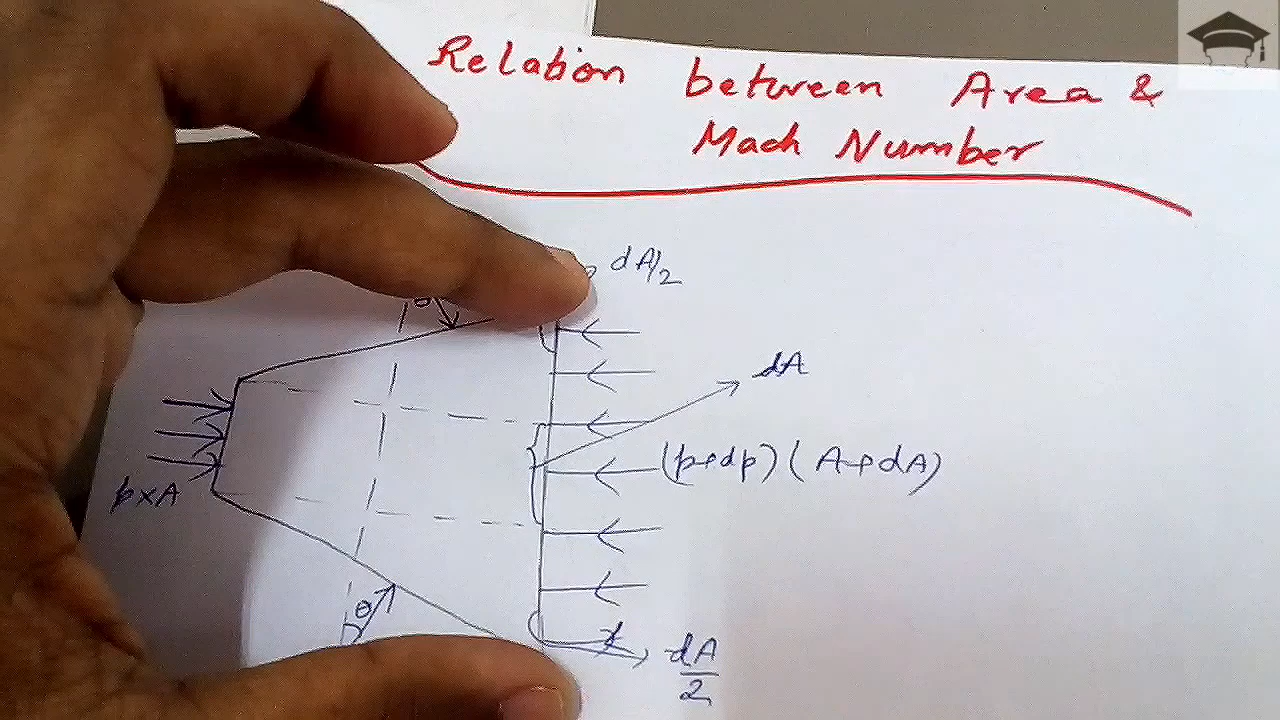 Relation between Area &
Mach Number
dA/2
θ
dA
(p+dp)(A+dA)
p×A
θ
dA
2